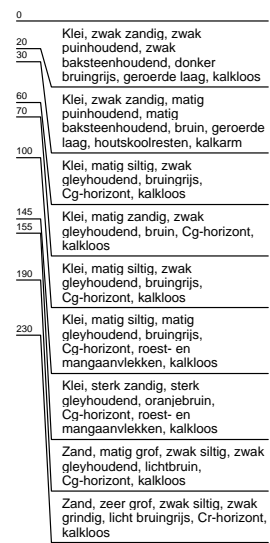 0
Klei, zwak zandig, zwak
puinhoudend, zwak
baksteenhoudend, donker
bruingrijs, geroerde laag, kalkloos
20
30
Klei, zwak zandig, matig
puinhoudend, matig
baksteenhoudend, bruin, geroerde
laag, houtskoolresten, kalkarm
60
70
Klei, matig siltig, zwak
gleyhoudend, bruingrijs,
Cg-horizont, kalkloos
100
Klei, matig zandig, zwak
gleyhoudend, bruin, Cg-horizont,
kalkloos
145
155
Klei, matig siltig, zwak
gleyhoudend, bruingrijs,
Cg-horizont, kalkloos
190
Klei, matig siltig, matig
gleyhoudend, bruingrijs,
Cg-horizont, roest- en
mangaanvlekken, kalkloos
230
Klei, sterk zandig, sterk
gleyhoudend, oranjebruin,
Cg-horizont, roest- en
mangaanvlekken, kalkloos
Zand, matig grof, zwak siltig, zwak
gleyhoudend, lichtbruin,
Cg-horizont, kalkloos
Zand, zeer grof, zwak siltig, zwak
grindig, licht bruingrijs, Cr-horizont,
kalkloos